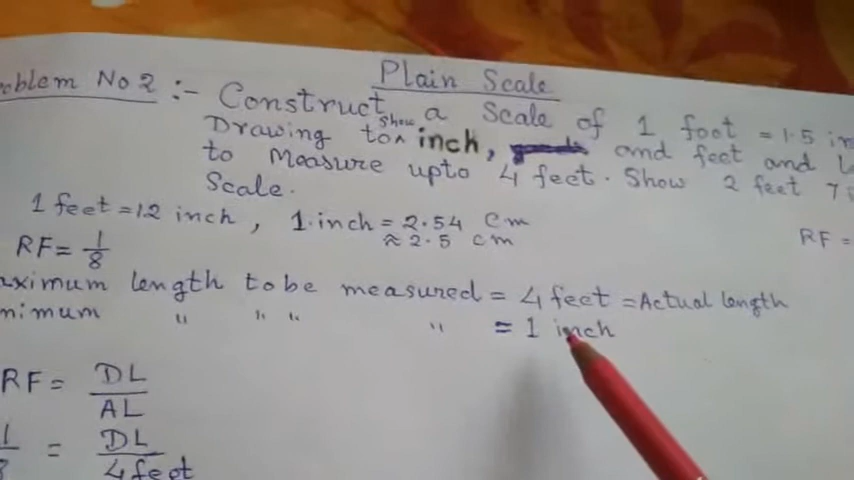 Plain Scale
oblem No 2 :- Construct a Scale of 1 foot = 1.5 in
Drawing to show inch, and feet and
to Measure upto 4 feet. Show 2 feet 7
Scale.
1 feet = 12 inch, 1 inch = 2.54 cm
≈ 2.5 cm
RF = 1/8
RF =
aximum length to be measured = 4 feet = Actual length
nimum " " " " = 1 inch
RF = DL/AL
= DL/4 feet